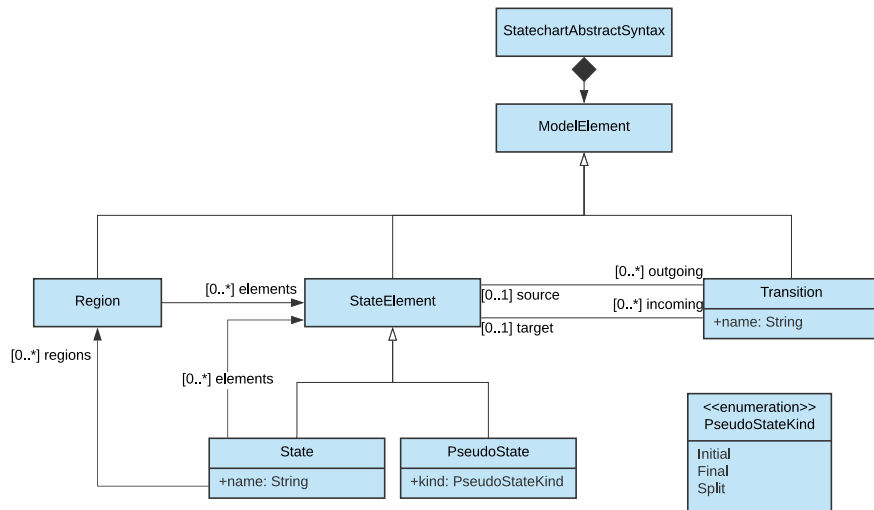 StatechartAbstractSyntax
ModelElement
[0..*] elements
[0..*] outgoing
Region
StateElement
[0..1] source
Transition
[0..*] incoming
+name: String
[0..1] target
[0..*] regions
[0..*] elements
<<enumeration>>
PseudoStateKind
State
PseudoState
Initial
+name: String
+kind: PseudoStateKind
Final
Split